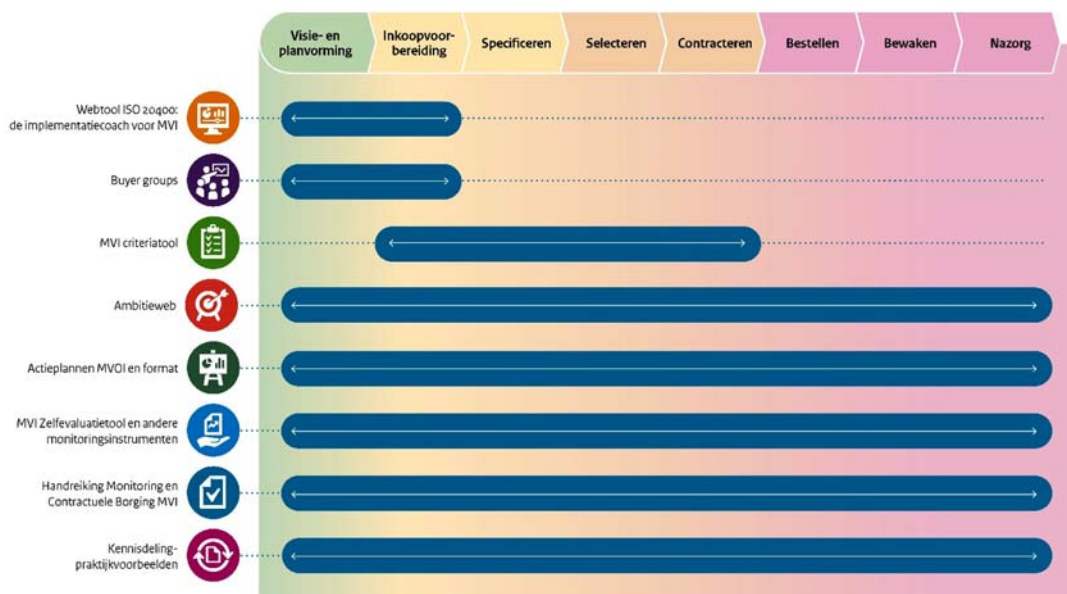 Visie- en
planvorming
Inkoopvoor-
bereiding
Specificeren
Selecteren
Contracteren
Bestellen
Bewaken
Nazorg
Webtool ISO 20400:
de implementatiecoach voor MVI
Buyer groups
MVI criteriatool
Ambitieweb
Actieplannen MVOI en format
MVI Zelfevaluatietool en andere
monitoringsinstrumenten
Handreiking Monitoring en
Contractuele Borging MVI
Kennisdeling-
praktijkvoorbeelden